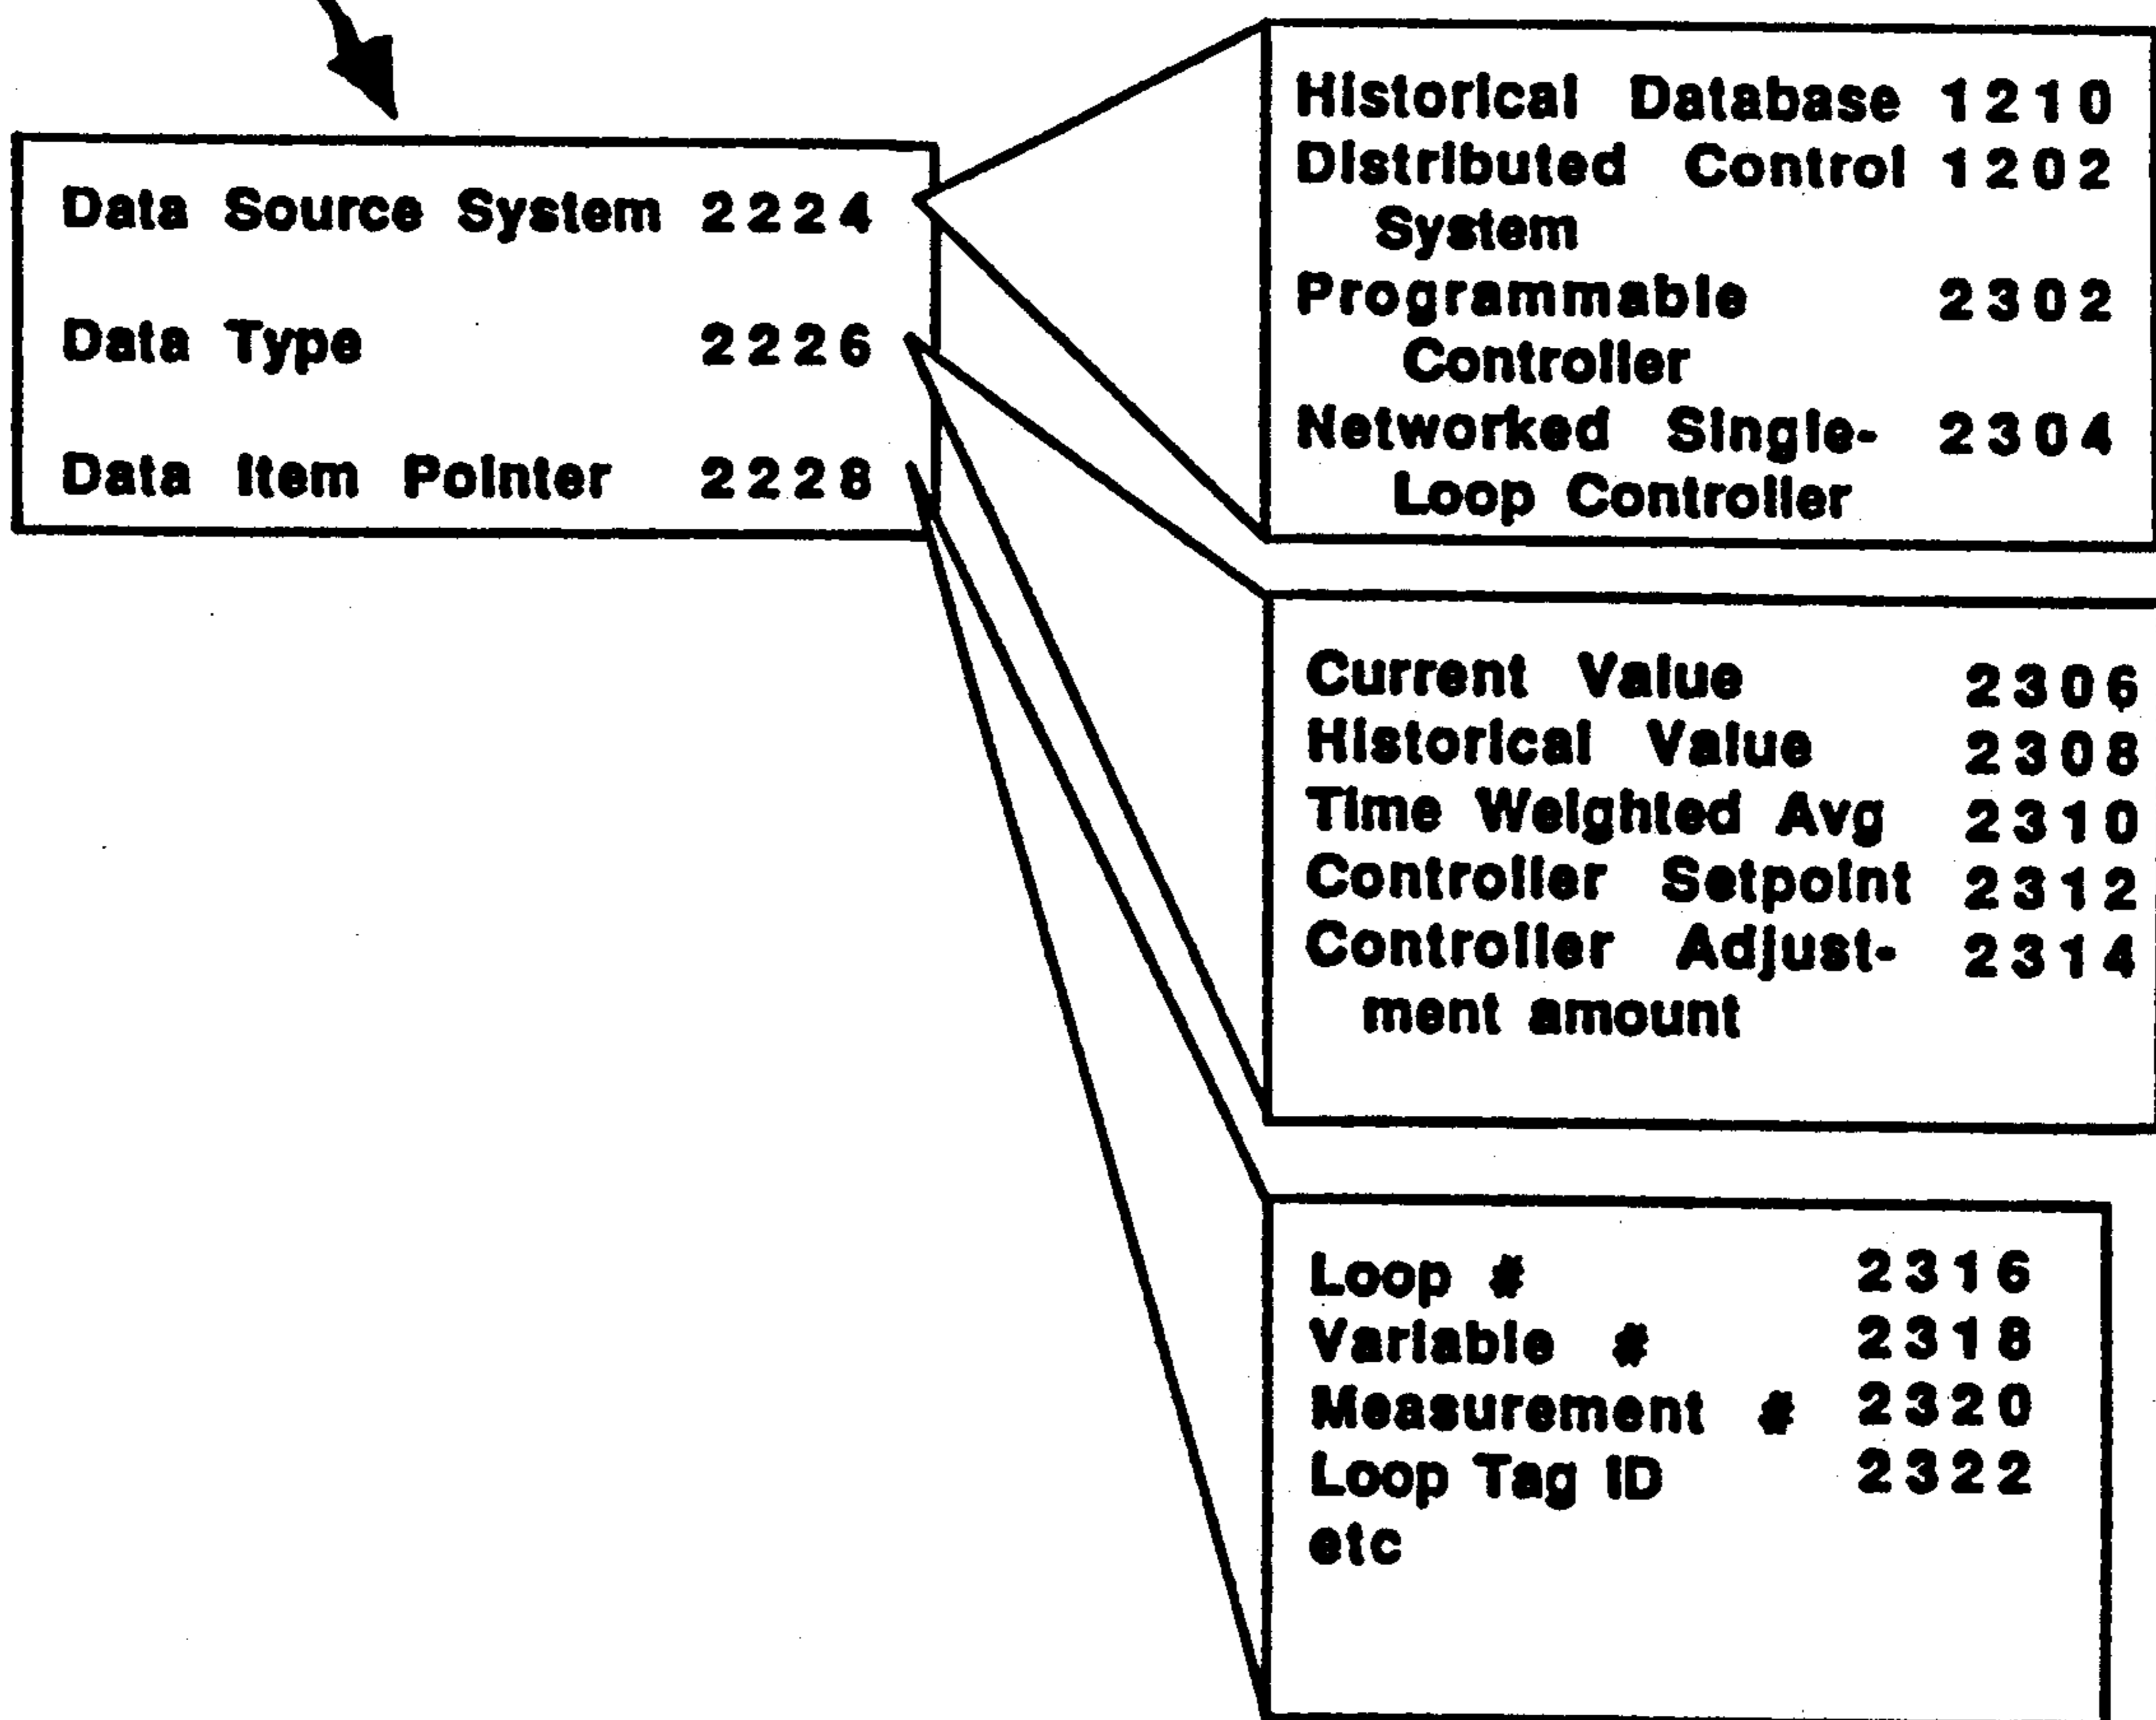 Data Source System 2224
Data Type 2226
Data Item Pointer 2228
Historical Database 1210
Distributed Control 1202
System
Programmable 2302
Controller
Networked Single- 2304
Loop Controller
Current Value 2306
Historical Value 2308
Time Weighted Avg 2310
Controller Setpoint 2312
Controller Adjust- 2314
ment amount
Loop # 2316
Variable # 2318
Measurement # 2320
Loop Tag ID 2322
etc